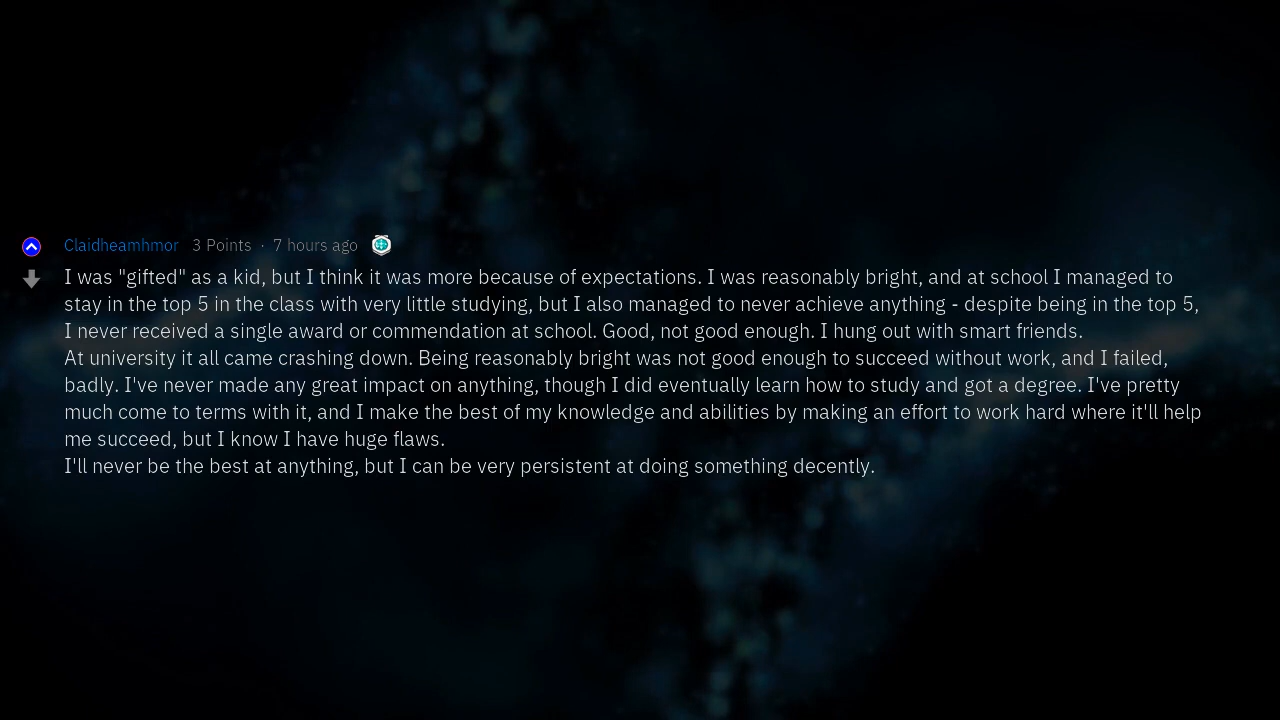 Claidheamhmor 3 Points · 7 hours ago
I was "gifted" as a kid, but I think it was more because of expectations. I was reasonably bright, and at school I managed to
stay in the top 5 in the class with very little studying, but I also managed to never achieve anything - despite being in the top 5,
I never received a single award or commendation at school. Good, not good enough. I hung out with smart friends.
At university it all came crashing down. Being reasonably bright was not good enough to succeed without work, and I failed,
badly. I've never made any great impact on anything, though I did eventually learn how to study and got a degree. I've pretty
much come to terms with it, and I make the best of my knowledge and abilities by making an effort to work hard where it'll help
me succeed, but I know I have huge flaws.
I'll never be the best at anything, but I can be very persistent at doing something decently.